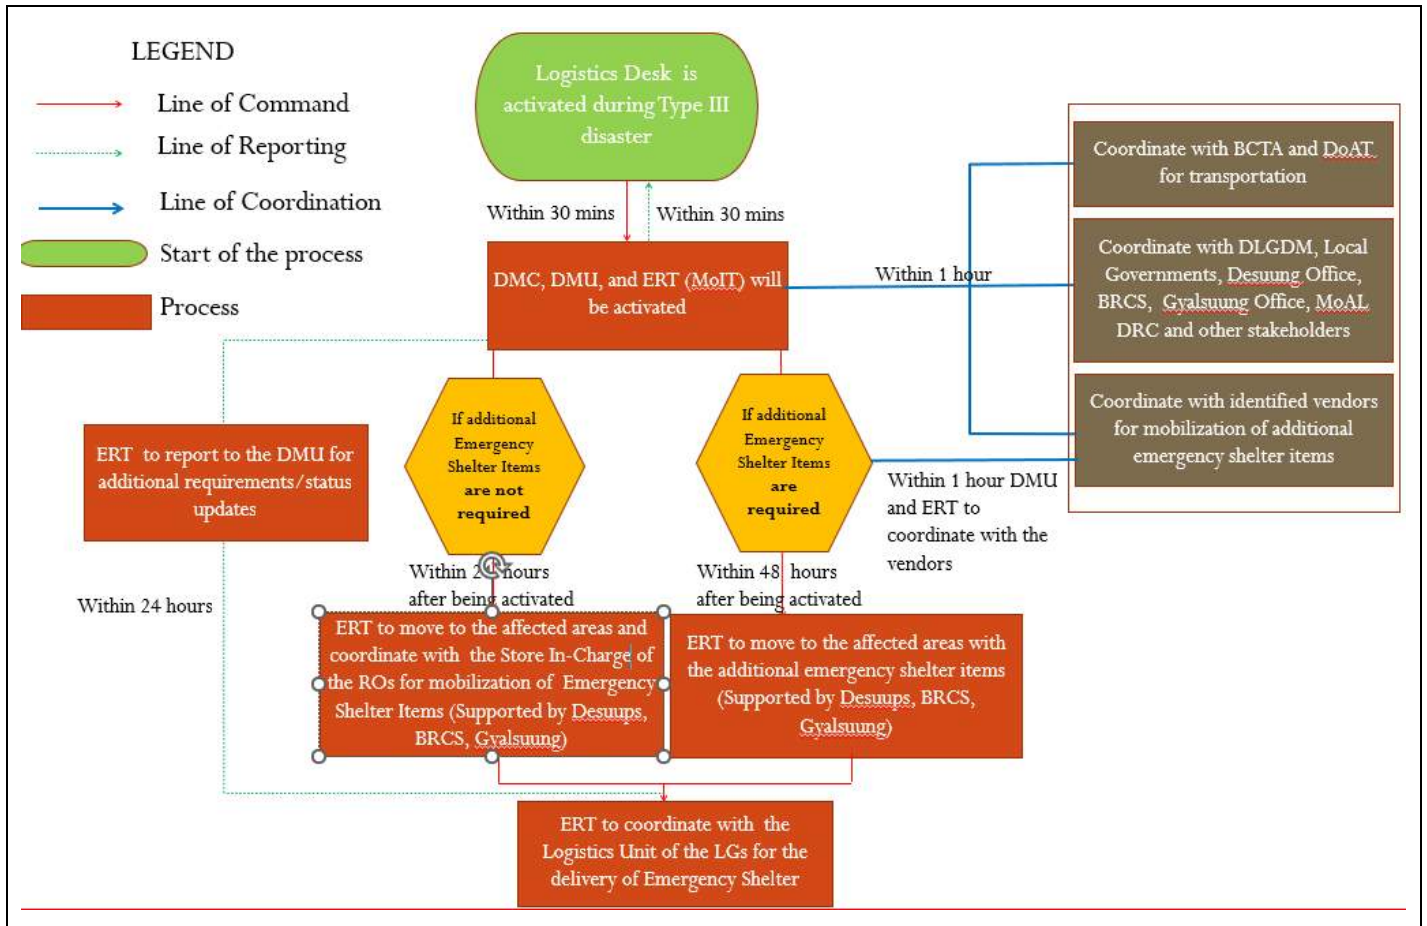 LEGEND
Line of Command
Line of Reporting
Line of Coordination
Start of the process
Process
Logistics Desk is
activated during Type III
disaster
Within 30 mins
Within 30 mins
DMC, DMU, and ERT (MoIT) will
be activated
Within 1 hour
Coordinate with BCTA and DoAT
for transportation
Coordinate with DLGDM, Local
Governments, Desuung Office,
BRCS, Gyalsuung Office, MoAL
DRC and other stakeholders
Coordinate with identified vendors
for mobilization of additional
emergency shelter items
If additional
Emergency
Shelter Items
are not
required
If additional
Emergency
Shelter Items
are
required
Within 1 hour DMU
and ERT to
coordinate with the
vendors
ERT to report to the DMU for
additional requirements/status
updates
Within 24 hours
Within hours
after being activated
Within 48 hours
after being activated
ERT to move to the affected areas and
coordinate with the Store In-Charge of
the ROs for mobilization of Emergency
Shelter Items (Supported by Desuups,
BRCS, Gyalsuung)
ERT to move to the affected areas with
the additional emergency shelter items
(Supported by Desuups, BRCS,
Gyalsuung)
ERT to coordinate with the
Logistics Unit of the LGs for the
delivery of Emergency Shelter